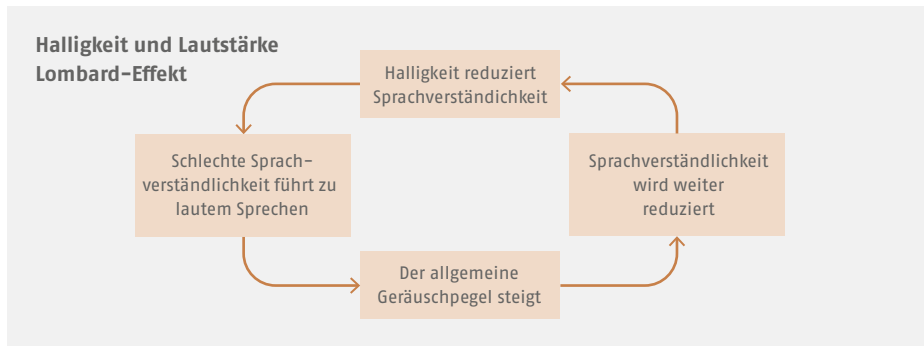 Halligkeit und Lautstärke
Lombard-Effekt
Halligkeit reduziert
Sprachverständichkeit
Schlechte Sprach-
verständlichkeit führt zu
lautem Sprechen
Sprachverständlichkeit
wird weiter
reduziert
Der allgemeine
Geräuschpegel steigt